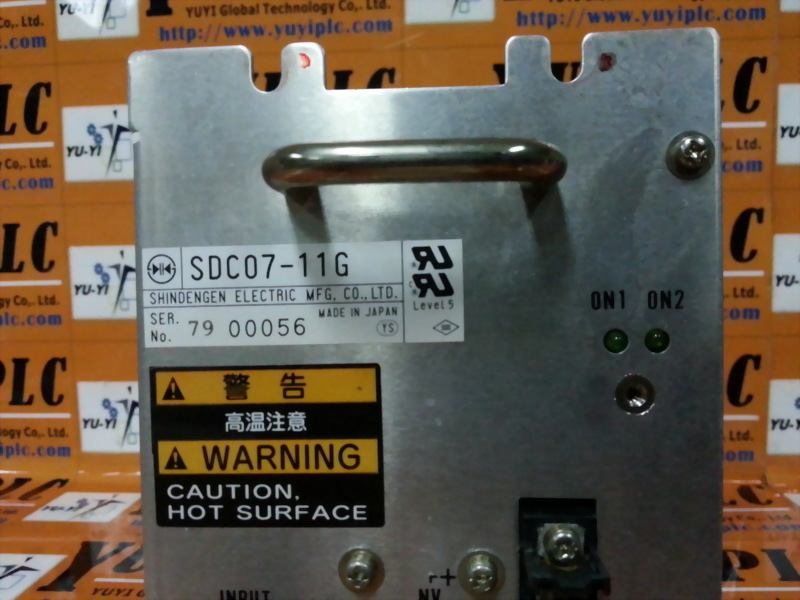 YUYI Global Technology Co., Ltd.
http://www.yuyiplc.com
YU-YI
SDC07-11G
SHINDENGEN ELECTRIC MFG, CO., LTD.
SER.
No. 79 00056
MADE IN JAPAN
YS
Level 5
ON1 ON2
警告
高温注意
WARNING
CAUTION,
HOT SURFACE
INPUT